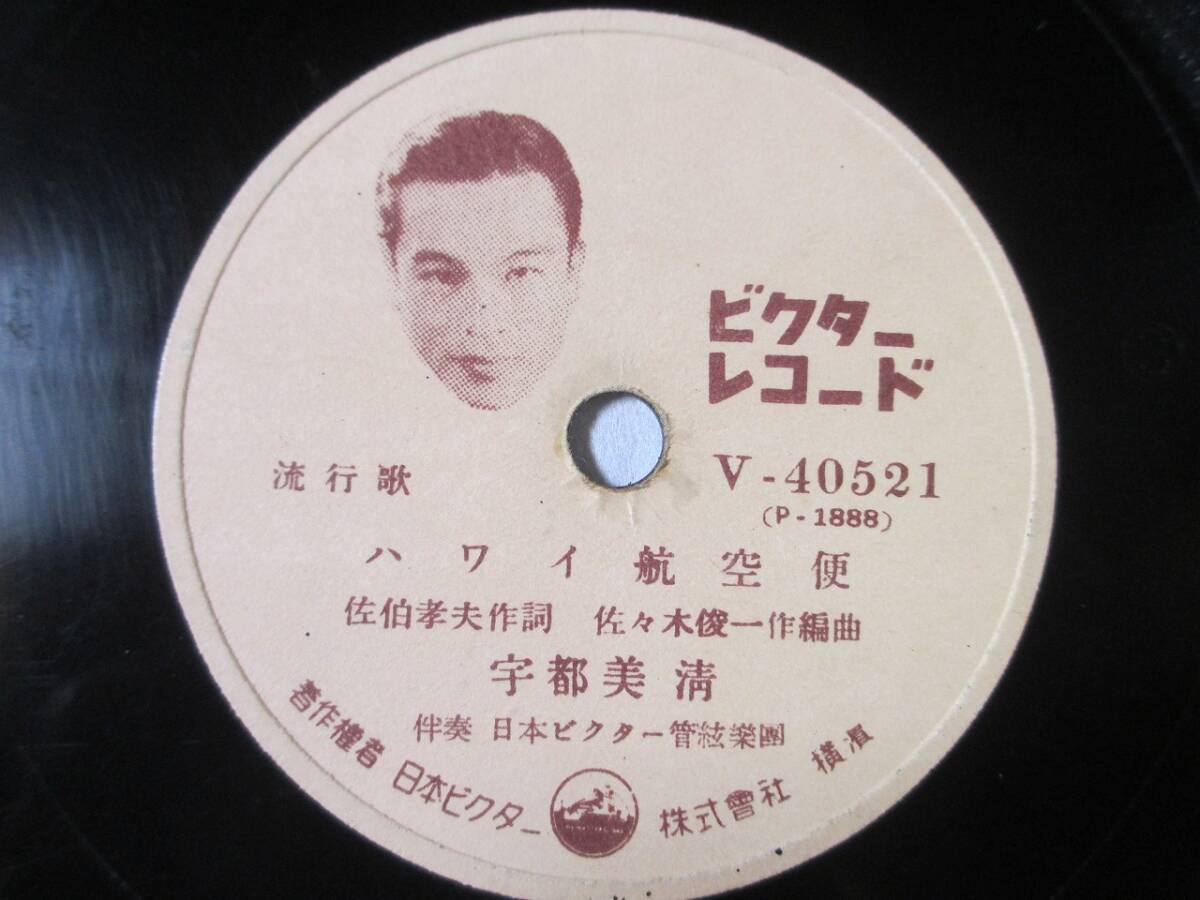 ビクター
レコード
流行歌
V-40521
(P-1888)
ハワイ航空便
佐伯孝夫作詞 佐々木俊一作編曲
宇都美清
伴奏 日本ビクター管絃樂團
著作権者 日本ビクター 株式會社 横濱